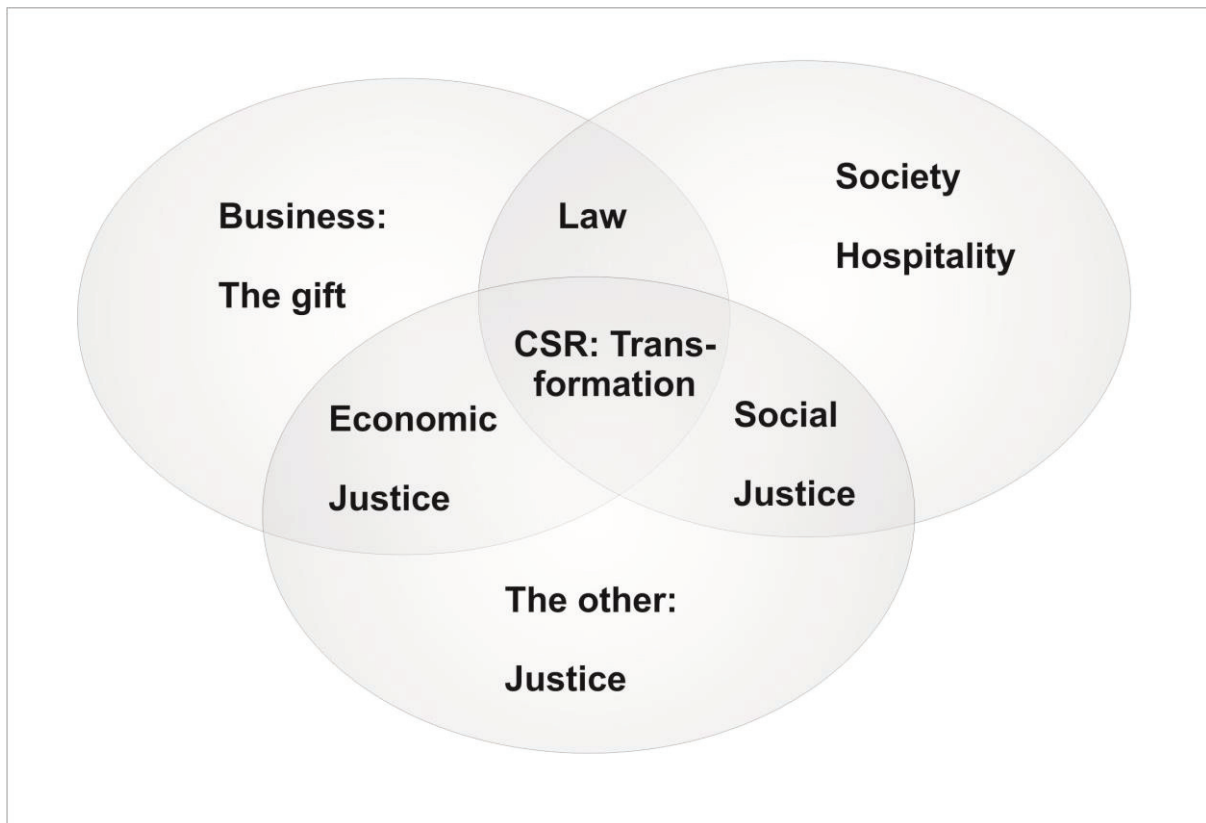 Business:
The gift
Law
Society
Hospitality
CSR: Trans-
formation
Economic
Justice
Social
Justice
The other:
Justice